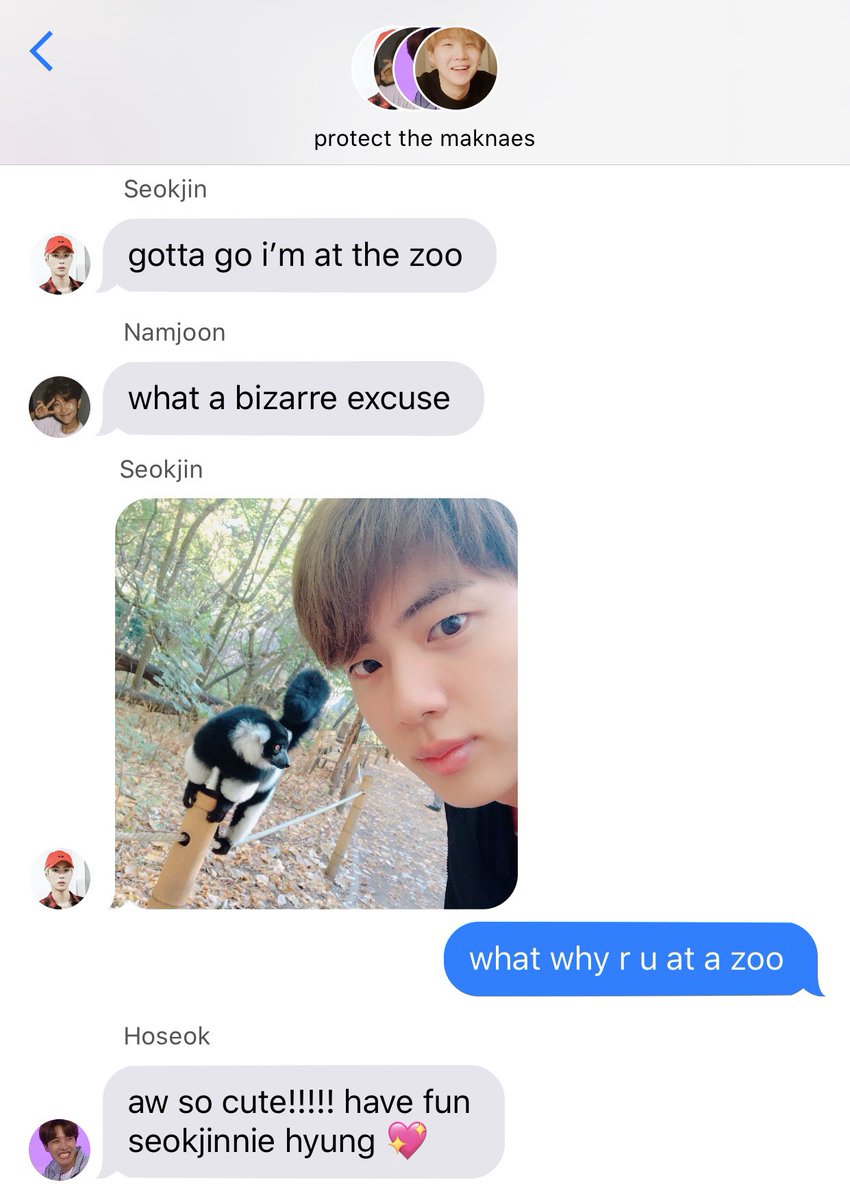 protect the maknaes
Seokjin
gotta go i’m at the zoo
Namjoon
what a bizarre excuse
Seokjin
what why r u at a zoo
Hoseok
aw so cute!!!!! have fun
seokjinnie hyung 💖